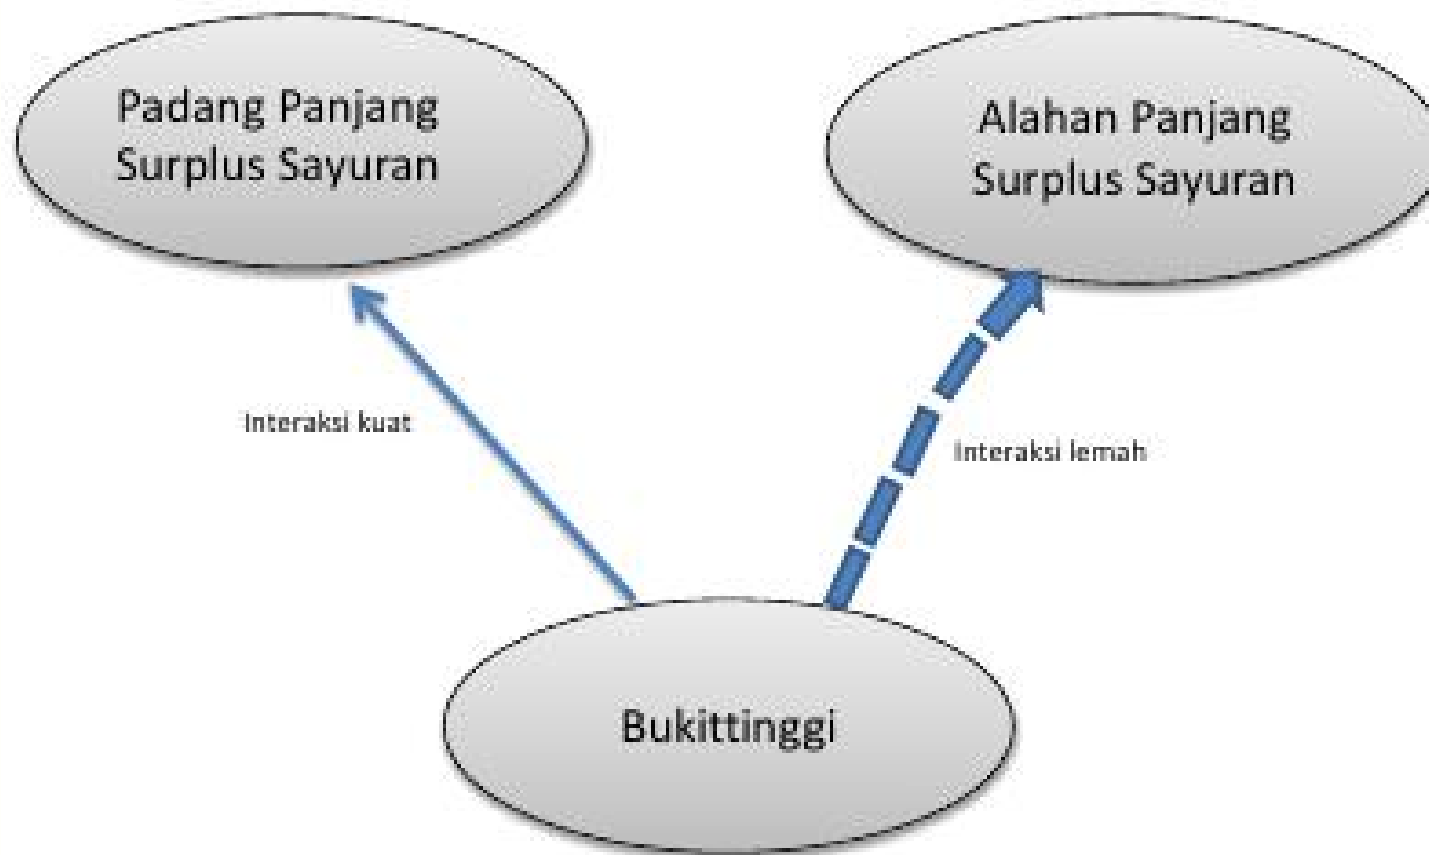 Padang Panjang
Surplus Sayuran
Alahan Panjang
Surplus Sayuran
Interaksi kuat
Interaksi lemah
Bukittinggi